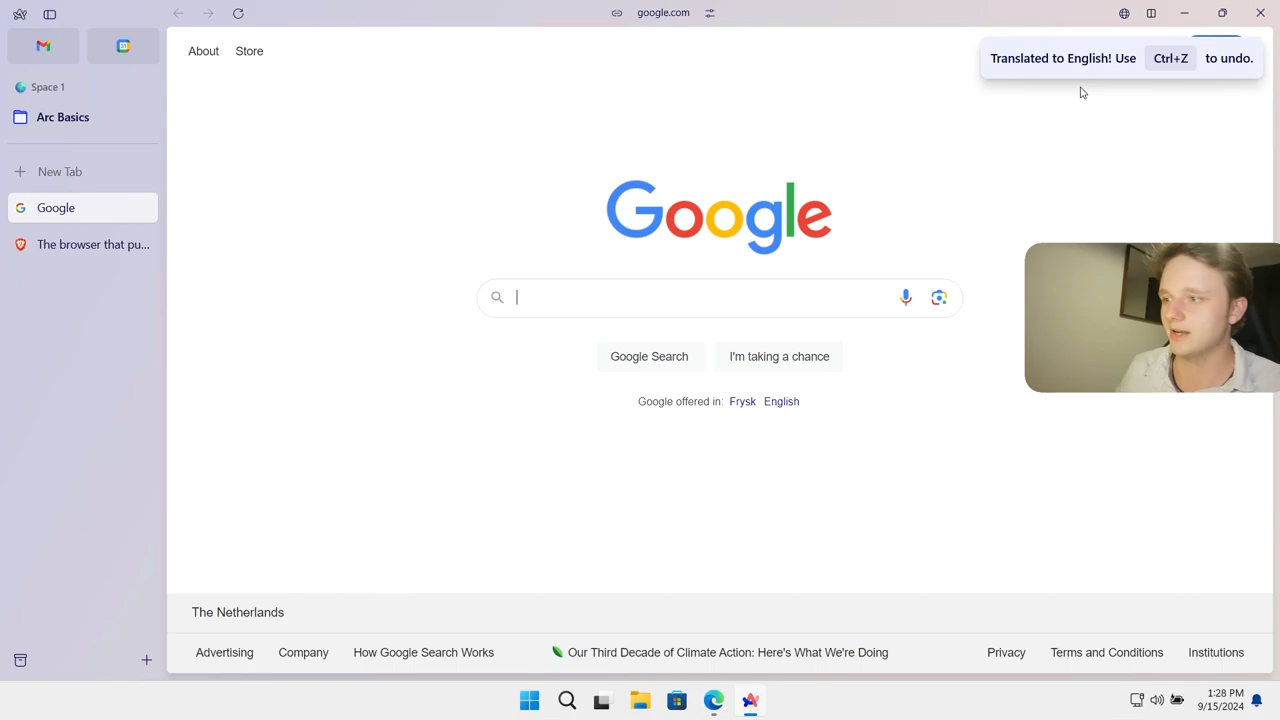 google.com
About Store
Translated to English! Use Ctrl+Z to undo.
31
Space 1
Arc Basics
New Tab
Google
The browser that pu...
Google
Google Search
I'm taking a chance
Google offered in: Frysk English
The Netherlands
Advertising Company How Google Search Works
Our Third Decade of Climate Action: Here's What We're Doing
Privacy Terms and Conditions Institutions
1:28 PM
9/15/2024